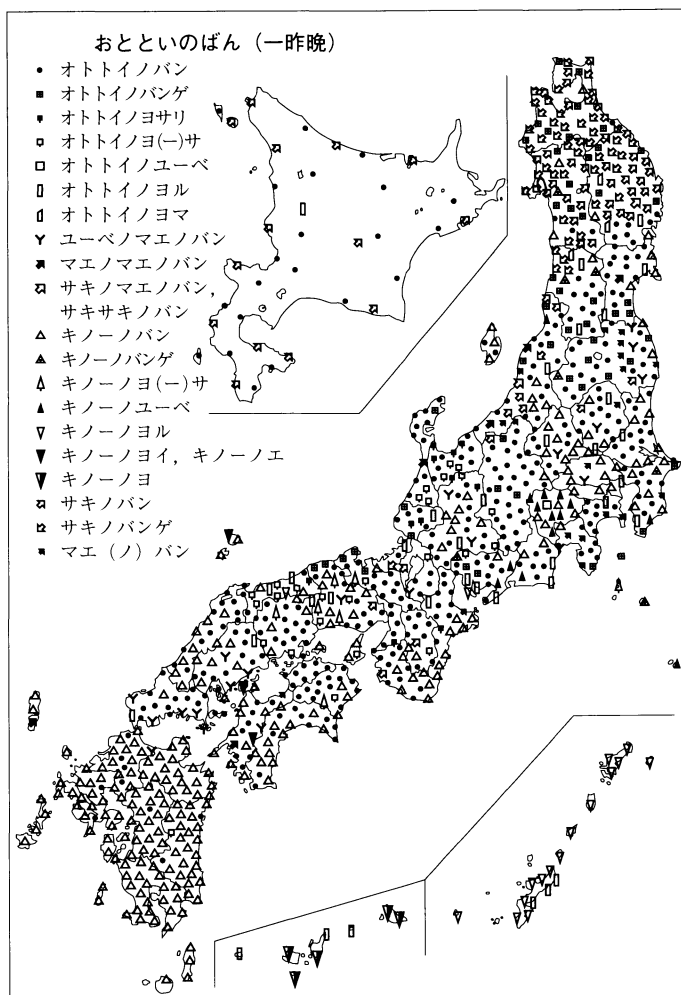 おとといのばん（一昨晩）
オトトイノバン
オトトイノバンゲ
オトトイノヨサリ
オトトイノヨ(ー)サ
オトトイノユーベ
オトトイノヨル
オトトイノヨマ
ユーベノマエノバン
マエノマエノバン
サキノマエノバン，
サキサキノバン
キノーノバン
キノーノバンゲ
キノーノヨ(ー)サ
キノーノユーベ
キノーノヨル
キノーノヨイ，キノーノエ
キノーノヨ
サキノバン
サキノバンゲ
マエ（ノ）バン